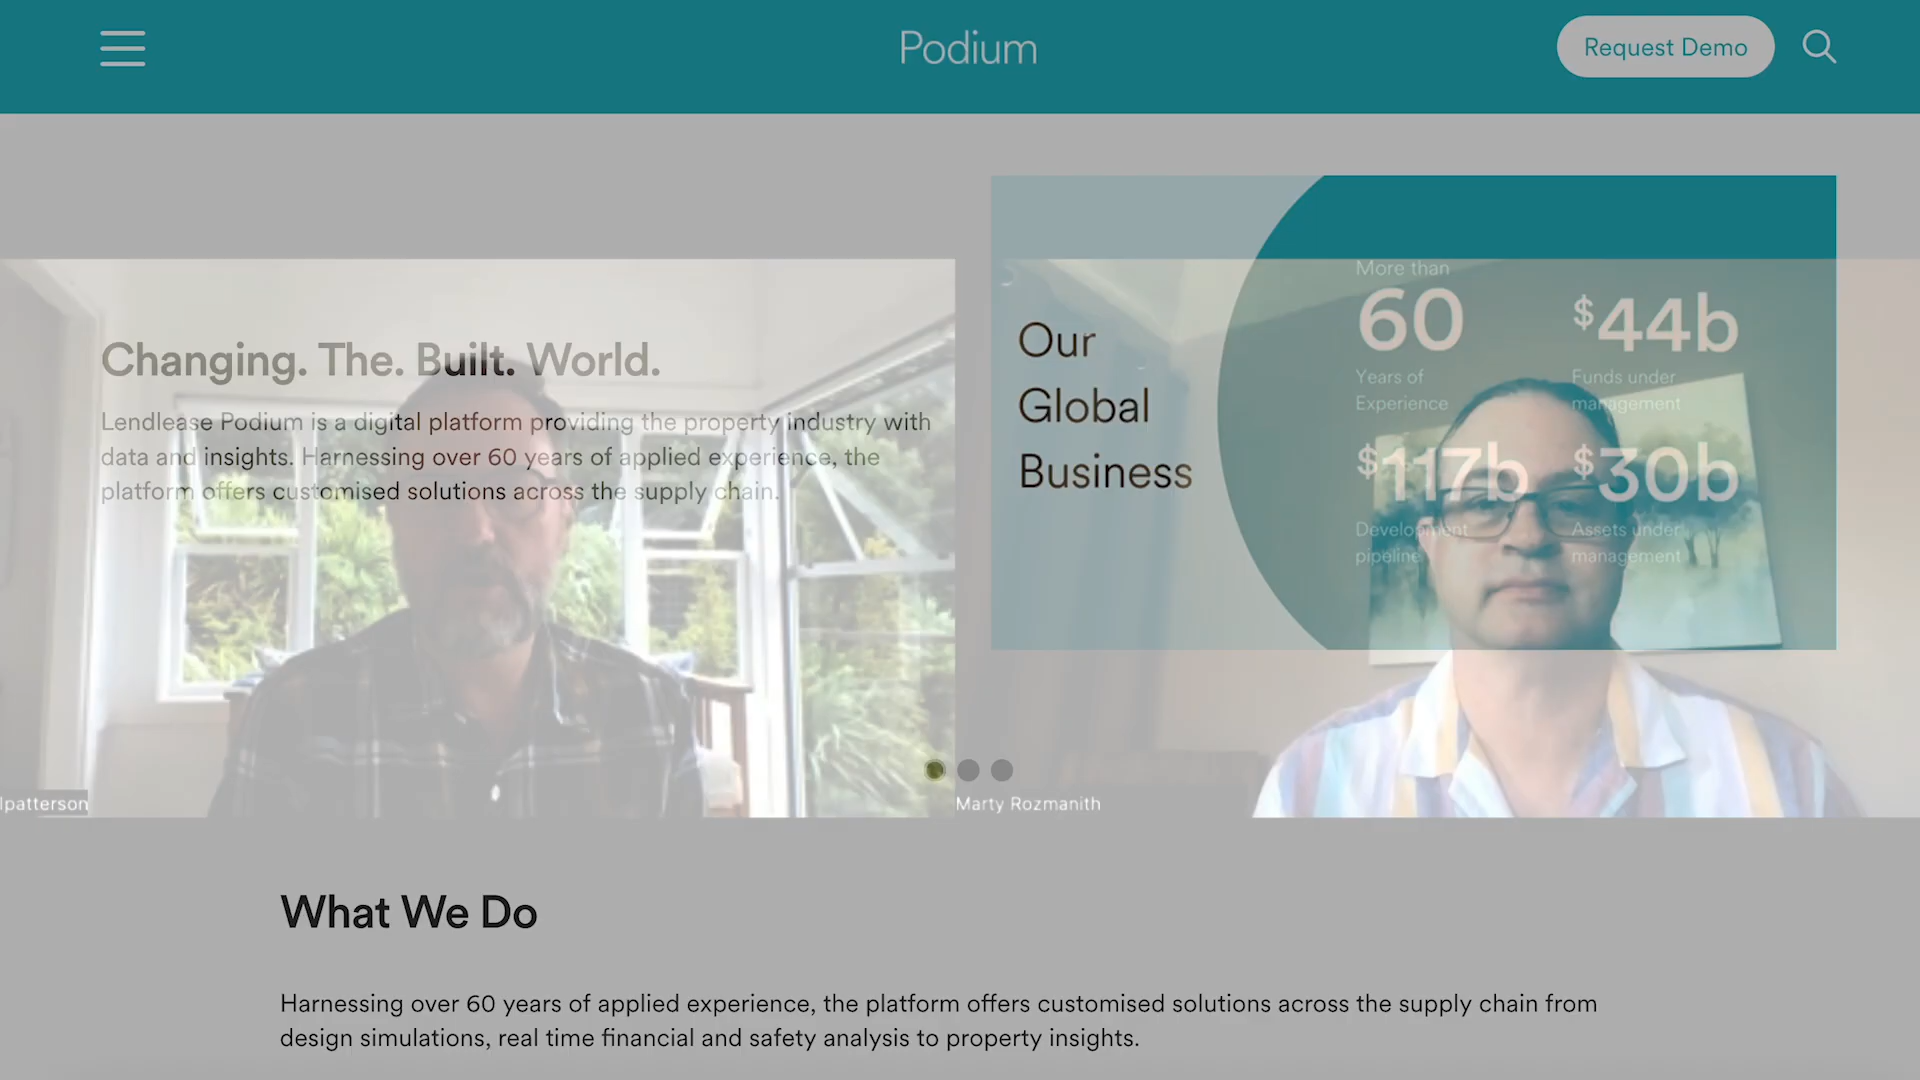 Podium
Request Demo
Changing. The. Built. World.
Lendlease Podium is a digital platform providing the property industry with
data and insights. Harnessing over 60 years of applied experience, the
platform offers customised solutions across the supply chain.
Our
Global
Business
More than
60
Years of
Experience
$44b
Funds under
management
$117b
Development
pipeline
$30b
Assets under
management
lpatterson
Marty Rozmanith
What We Do
Harnessing over 60 years of applied experience, the platform offers customised solutions across the supply chain from
design simulations, real time financial and safety analysis to property insights.